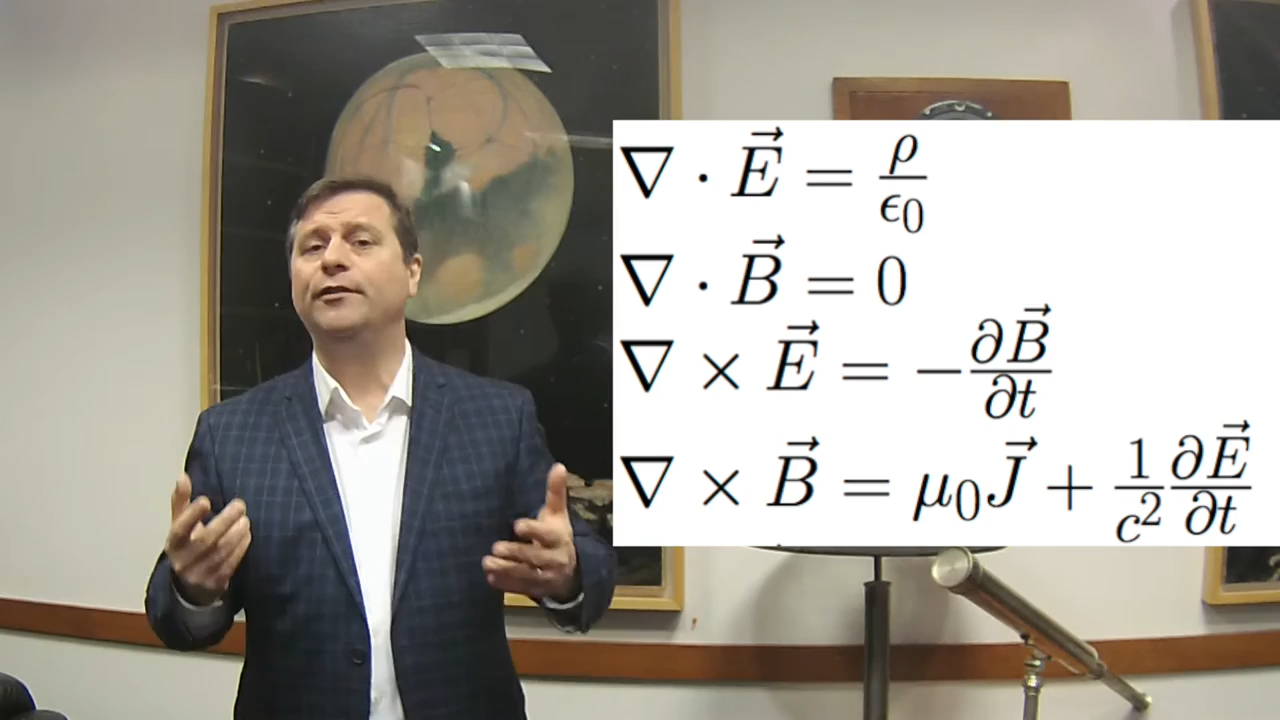 ∇ · E⃗ = ρ/ϵ₀
∇ · B⃗ = 0
∇ × E⃗ = −∂B⃗/∂t
∇ × B⃗ = μ₀J⃗ + 1/c² ∂E⃗/∂t